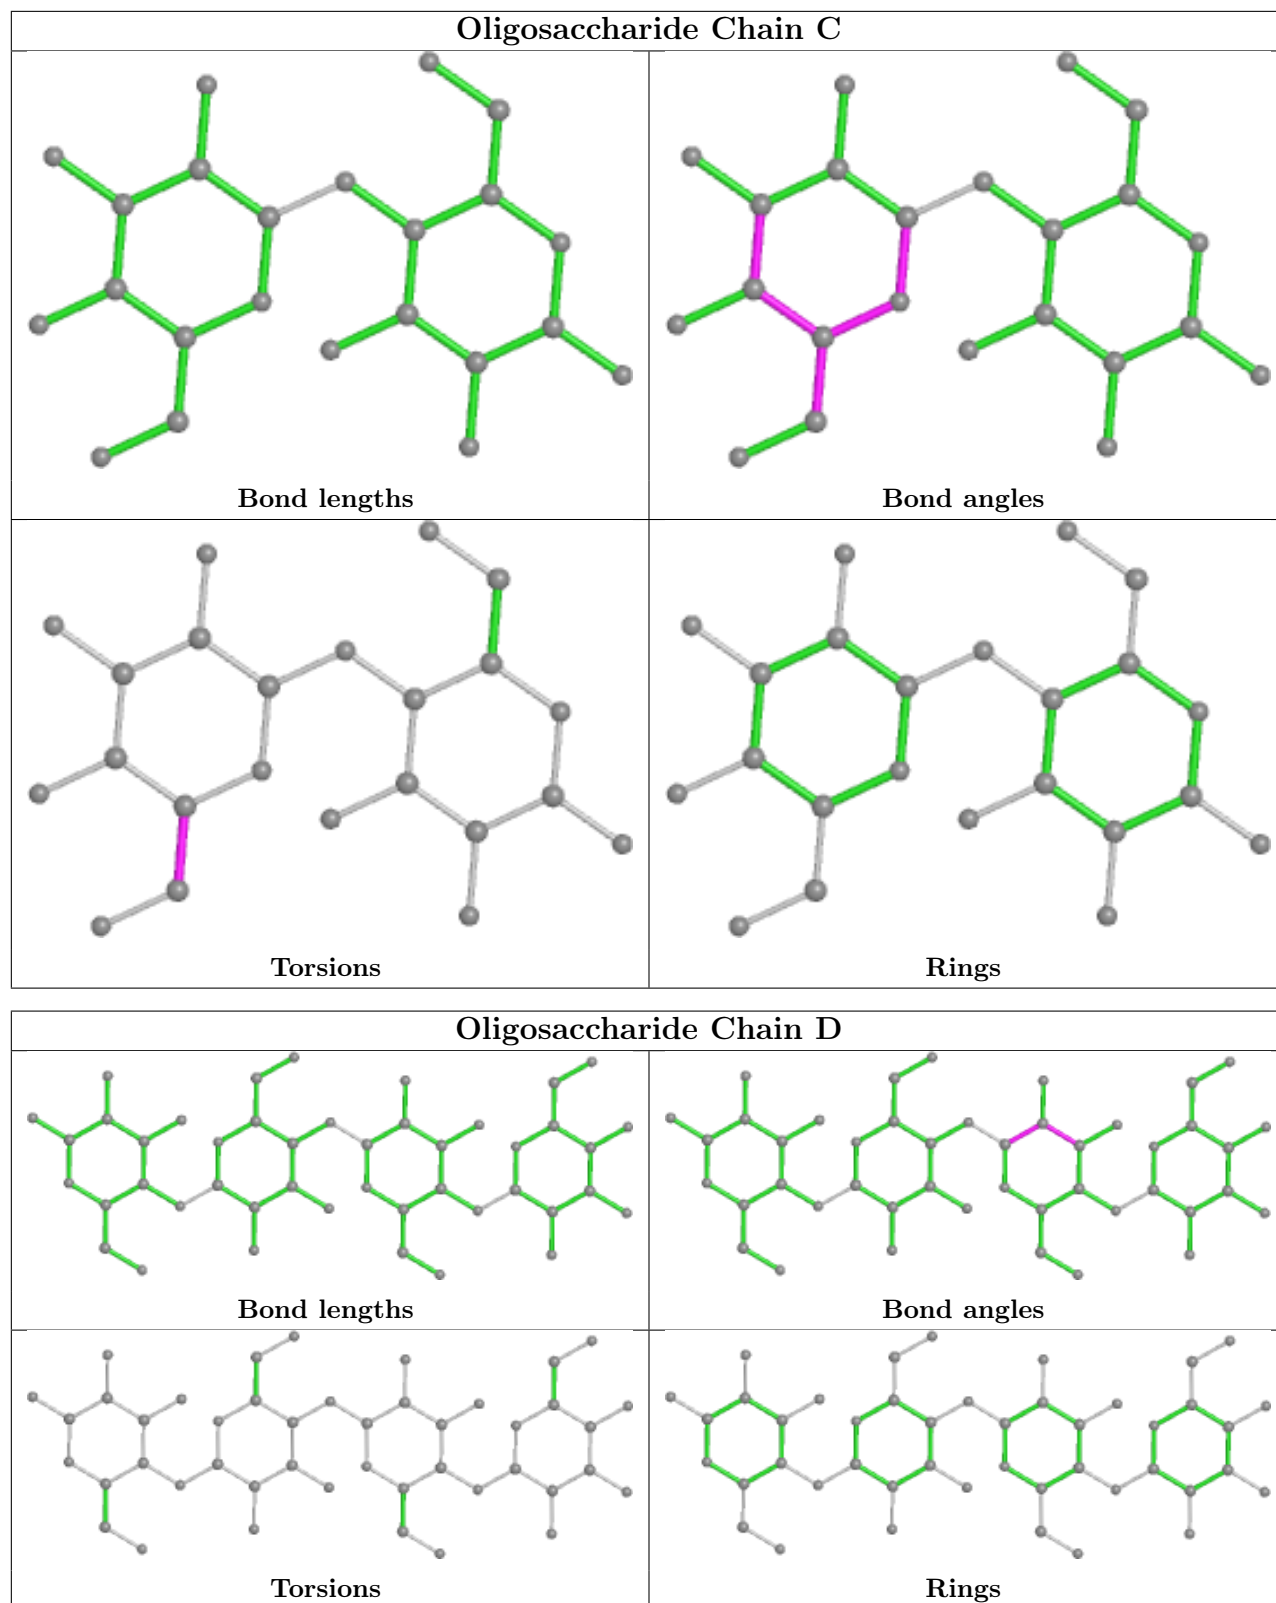 Oligosaccharide Chain C
Bond lengths
Bond angles
Torsions
Rings
Oligosaccharide Chain D
Bond lengths
Bond angles
Torsions
Rings